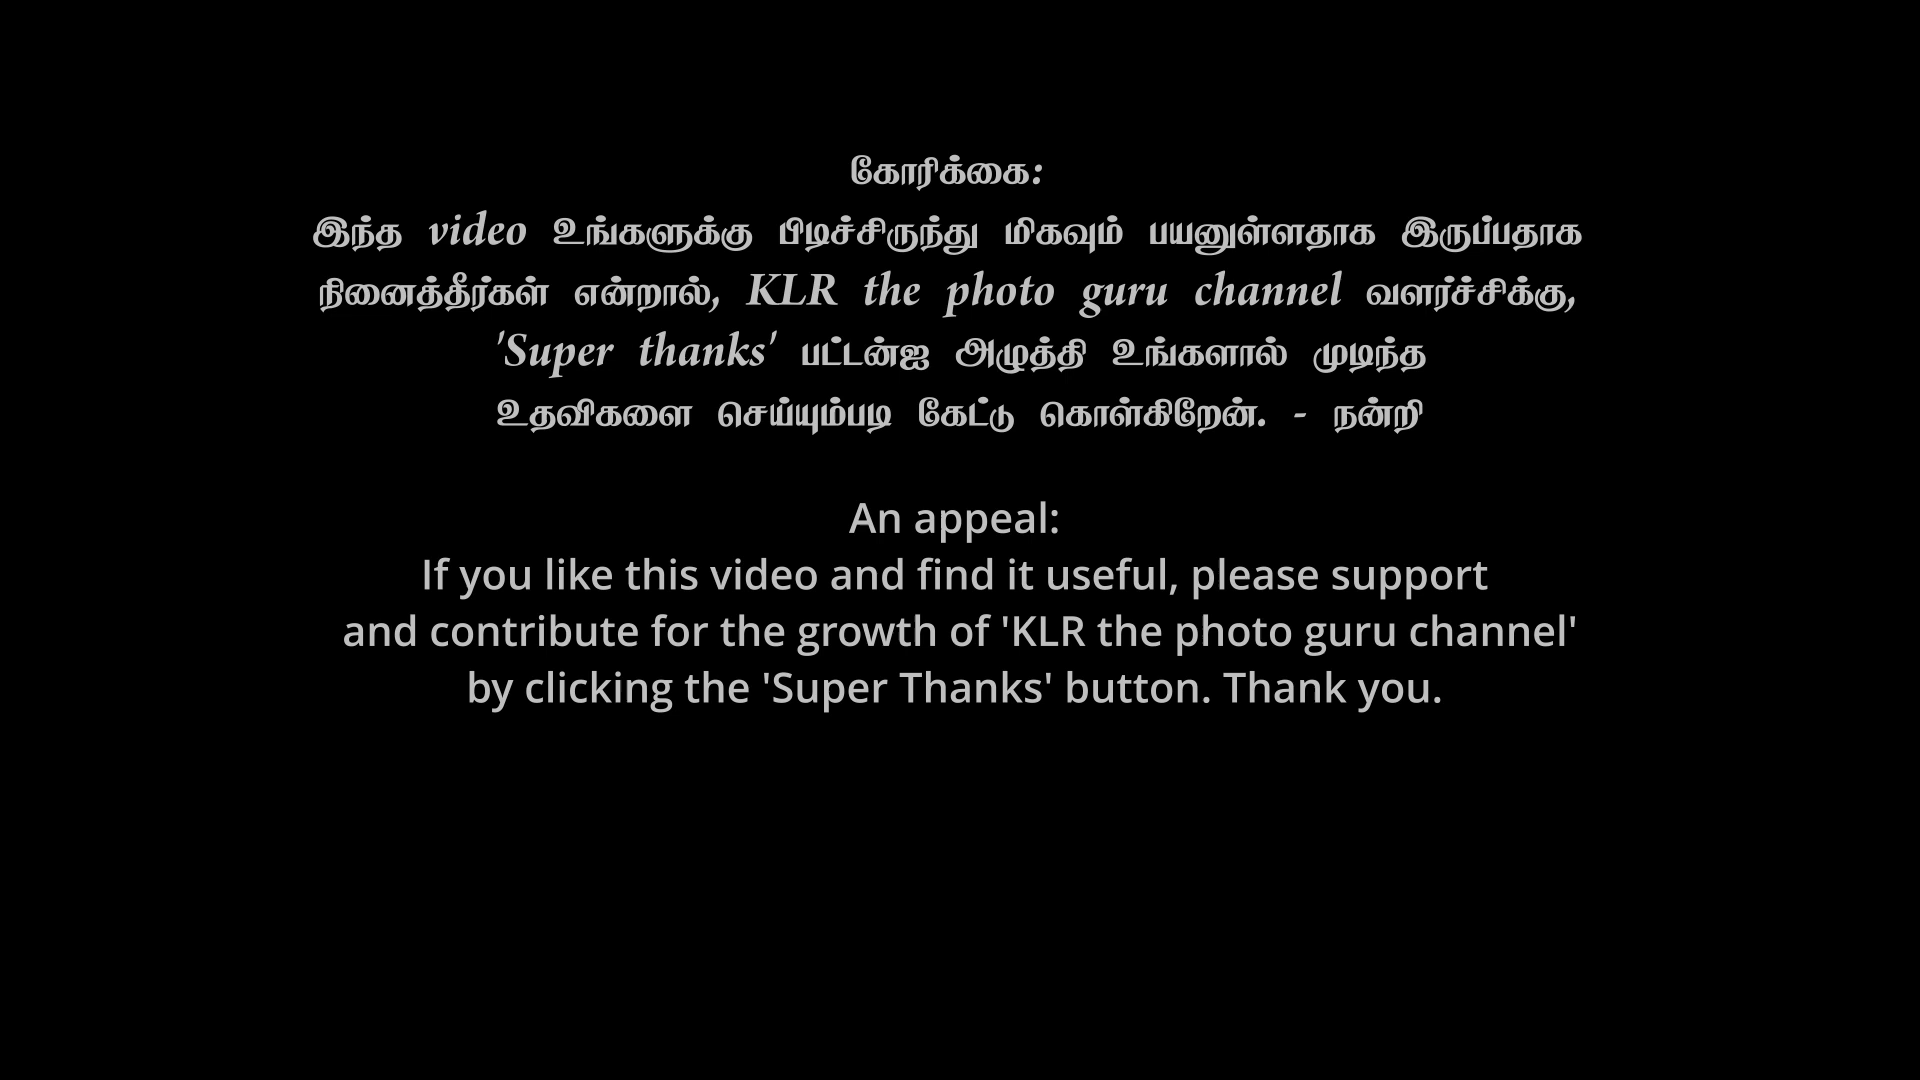 கோரிக்கை:
இந்த video உங்களுக்கு பிடிச்சிருந்து மிகவும் பயனுள்ளதாக இருப்பதாக
நினைத்தீர்கள் என்றால், KLR the photo guru channel வளர்ச்சிக்கு,
'Super thanks' பட்டன்ஐ அழுத்தி உங்களால் முடிந்த
உதவிகளை செய்யும்படி கேட்டு கொள்கிறேன். - நன்றி
An appeal:
If you like this video and find it useful, please support
and contribute for the growth of 'KLR the photo guru channel'
by clicking the 'Super Thanks' button. Thank you.